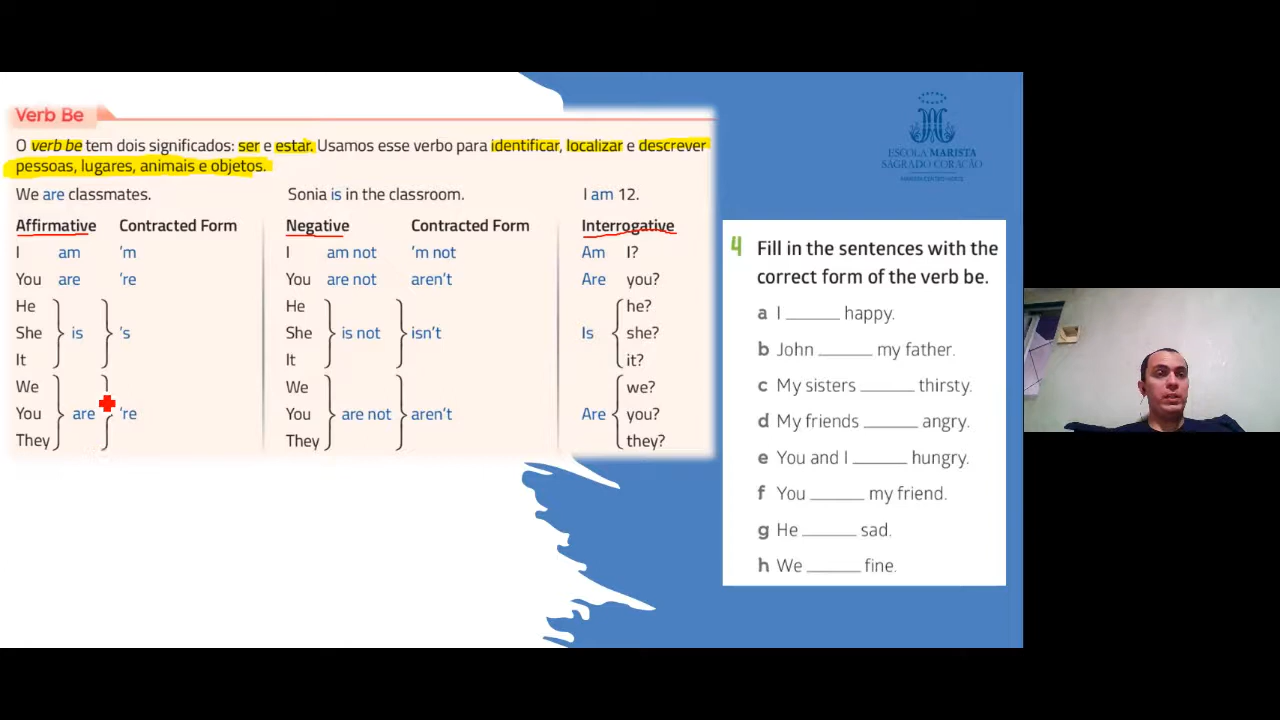 Verb Be
O verb be tem dois significados: ser e estar. Usamos esse verbo para identificar, localizar e descrever
pessoas, lugares, animais e objetos.
We are classmates. Sonia is in the classroom. I am 12.
Affirmative Contracted Form Negative Contracted Form Interrogative
I am 'm I am not 'm not Am I?
You are 're You are not aren't Are you?
He He he?
She is 's She is not isn't Is she?
It It it?
We We we?
You are 're You are not aren't Are you?
They They they?
ESCOLA MARISTA
SAGRADO CORAÇÃO
MARISTA CENTRO-NORTE
4 Fill in the sentences with the
correct form of the verb be.
a I ______ happy.
b John ______ my father.
c My sisters ______ thirsty.
d My friends ______ angry.
e You and I ______ hungry.
f You ______ my friend.
g He ______ sad.
h We ______ fine.